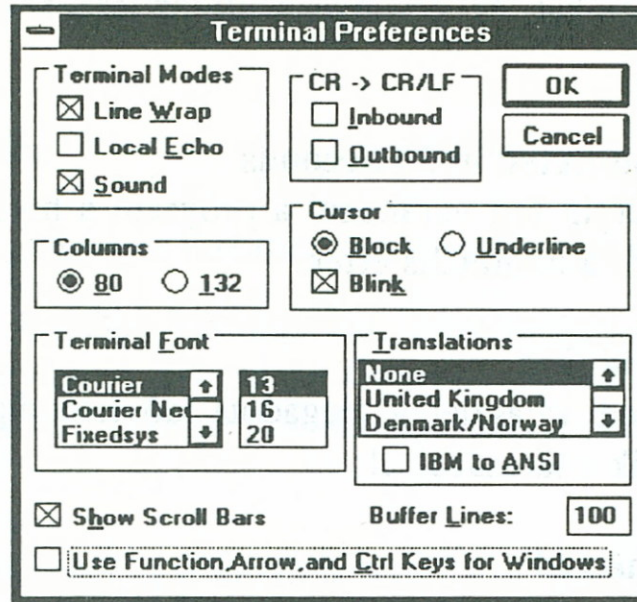 Terminal Preferences
Terminal Modes
Line Wrap
Local Echo
Sound
CR -> CR/LF
Inbound
Outbound
OK
Cancel
Columns
80 132
Cursor
Block Underline
Blink
Terminal Font
Courier
Courier Nev
Fixedsys
13
16
20
Translations
None
United Kingdom
Denmark/Norway
IBM to ANSI
Show Scroll Bars
Buffer Lines: 100
Use Function,Arrow,and Ctrl Keys for Windows